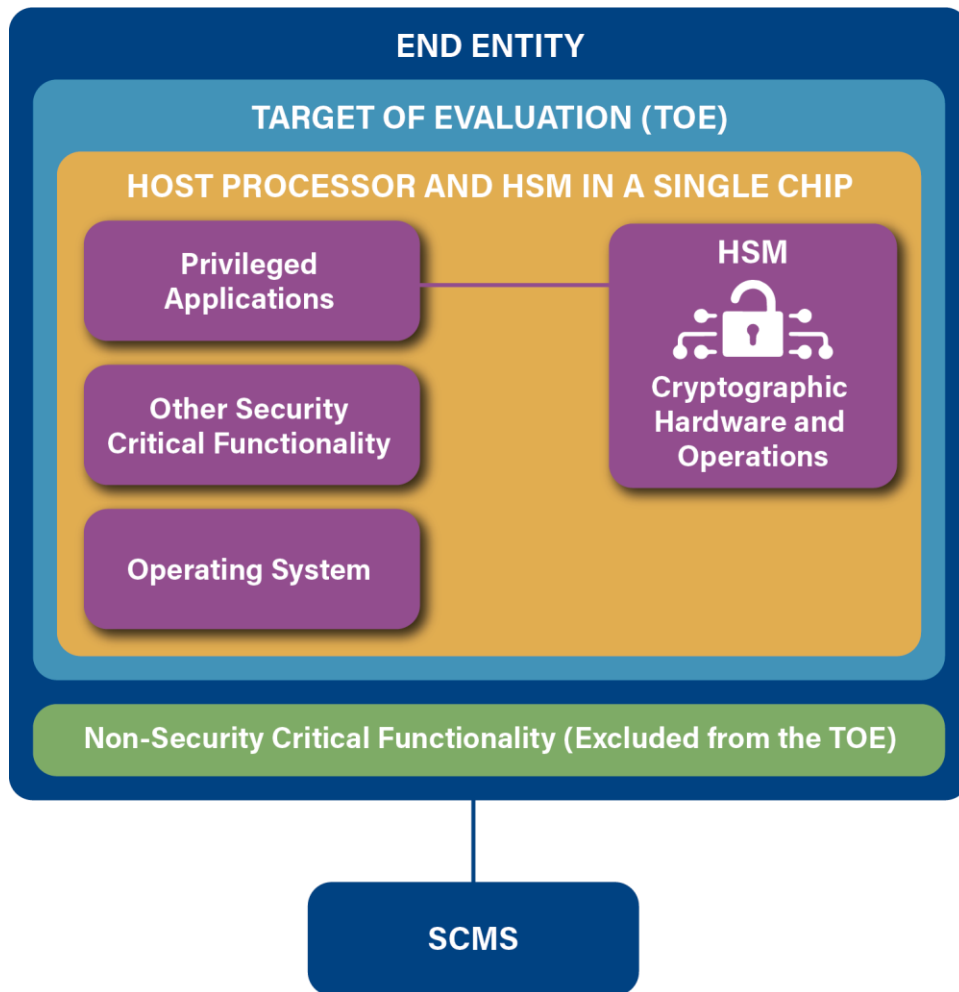 END ENTITY
TARGET OF EVALUATION (TOE)
HOST PROCESSOR AND HSM IN A SINGLE CHIP
Privileged
Applications
HSM
Cryptographic
Hardware and
Operations
Other Security
Critical Functionality
Operating System
Non-Security Critical Functionality (Excluded from the TOE)
SCMS